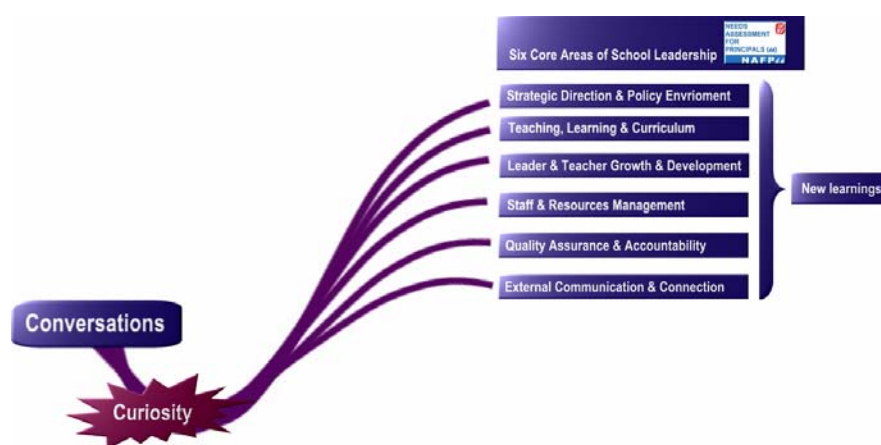 NEEDS
ASSESSMENT
FOR
PRINCIPALS
NAFP
Six Core Areas of School Leadership
Strategic Direction & Policy Envrioment
Teaching, Learning & Curriculum
Leader & Teacher Growth & Development
Staff & Resources Management
Quality Assurance & Accountability
External Communication & Connection
New learnings
Conversations
Curiosity